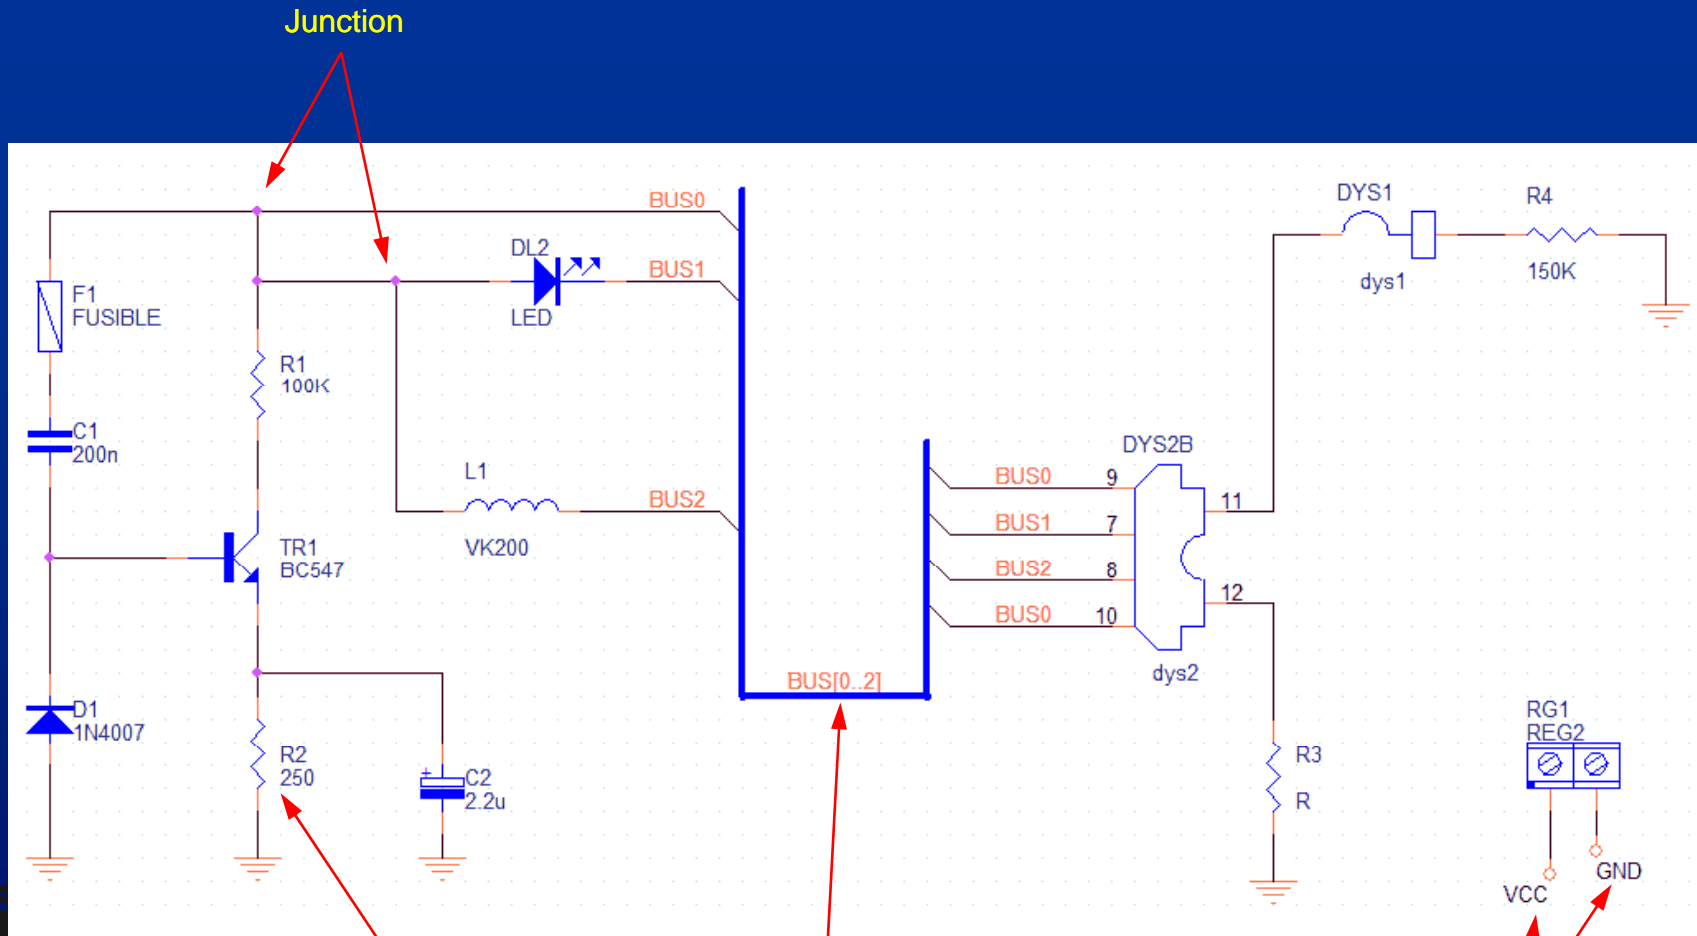 Junction
BUS0
DYS1
R4
DL2
BUS1
F1
FUSIBLE
LED
dys1
150K
R1
100K
C1
200n
DYS2B
L1
BUS2
BUS0
9
BUS1
7
11
TR1
BC547
VK200
BUS2
8
BUS0
10
12
BUS[0..2]
dys2
D1
1N4007
RG1
REG2
R2
250
+
C2
2.2u
R3
R
GND
VCC